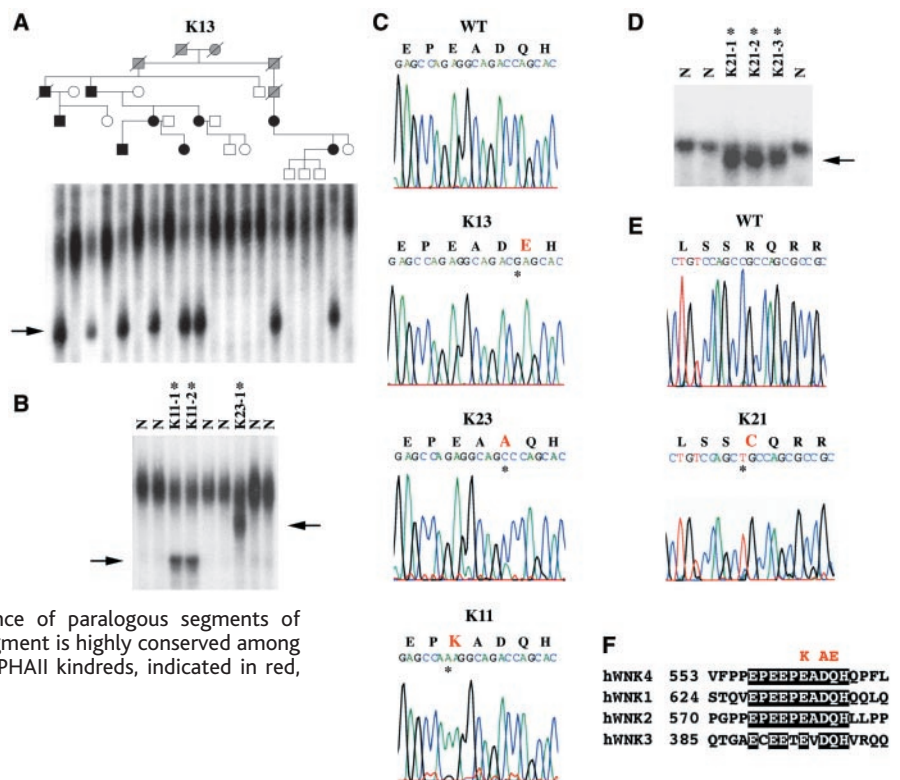 A
K13
B
N N K11-1 * K11-2 * N N K23-1 * N N
nce of paralogous segments of
gment is highly conserved among
PHAII kindreds, indicated in red,
C
WT
E P E A D Q H
GAGCCAGAGGCAGACCAGCAC
K13
E P E A D E H
GAGCCAGAGGCAGACGAGCAC
*
K23
E P E A A Q H
GAGCCAGAGGCAGCCCAGCAC
*
K11
E P K A D Q H
GAGCCAAAGGCAGACCAGCAC
*
D
N N K21-1 * K21-2 * K21-3 * N
E
WT
L S S R Q R R
CTGTCCAGCCGCCAGCGCCGC
K21
L S S C Q R R
CTGTCCAGCTGCCAGCGCCGC
*
F
K AE
hWNK4 553 VFPPEPEEPEADQHQPFL
hWNK1 624 STQVEPEEPEADQHQQLQ
hWNK2 570 PGPPEPEEPEADQHLLPP
hWNK3 385 QTGAECEETEVDQHVRQQ